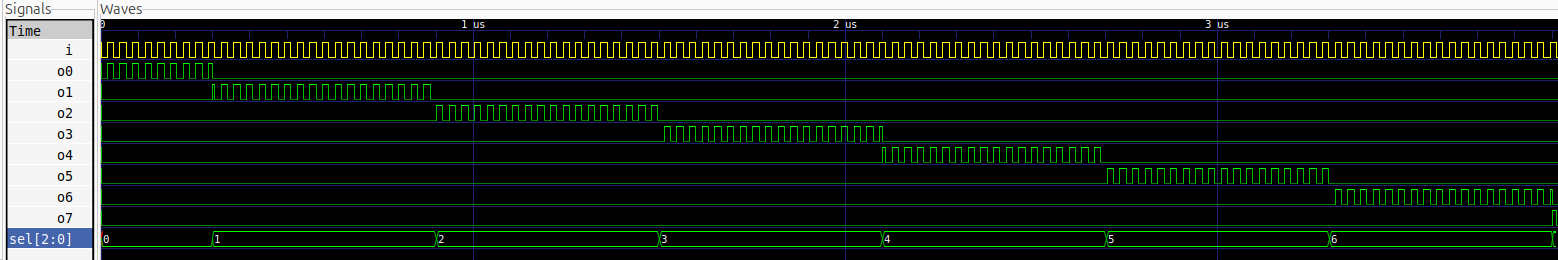 Signals Waves
Time 0 1 us 2 us 3 us
i
o0
o1
o2
o3
o4
o5
o6
o7
sel[2:0] 0 1 2 3 4 5 6